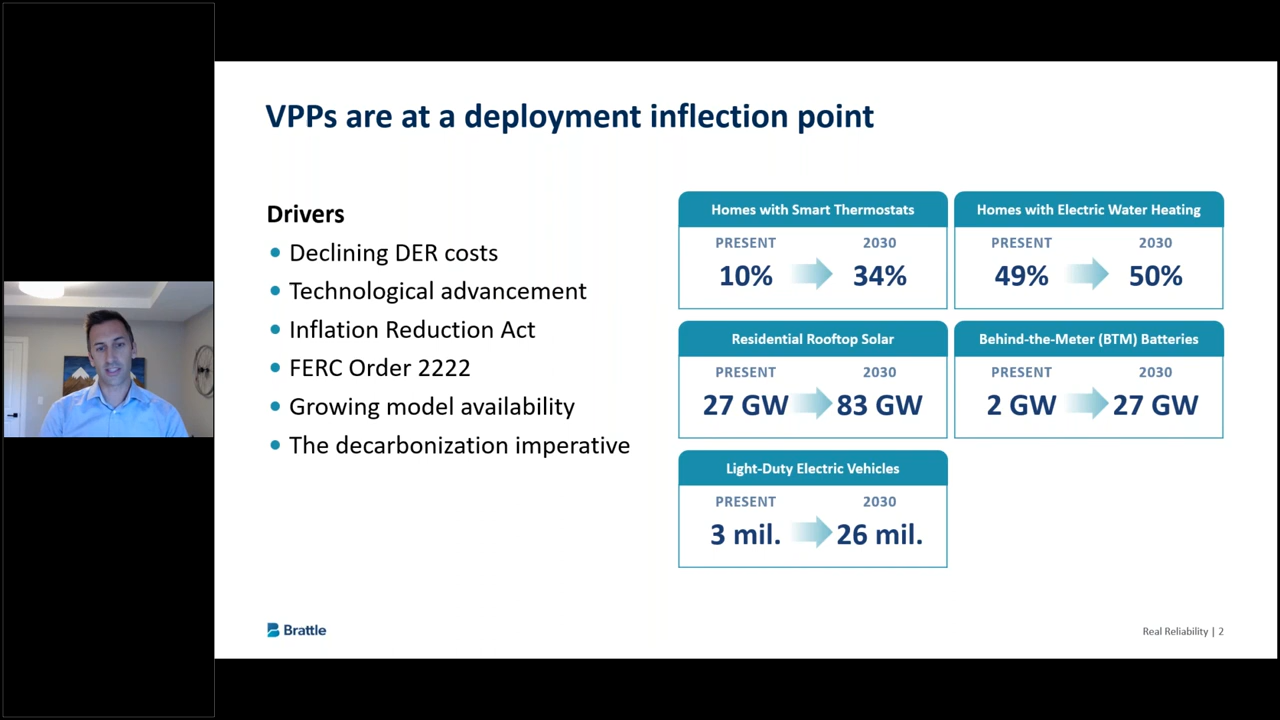 VPPs are at a deployment inflection point
Drivers
• Declining DER costs
• Technological advancement
• Inflation Reduction Act
• FERC Order 2222
• Growing model availability
• The decarbonization imperative
Homes with Smart Thermostats
PRESENT 2030
10% 34%
Homes with Electric Water Heating
PRESENT 2030
49% 50%
Residential Rooftop Solar
PRESENT 2030
27 GW 83 GW
Behind-the-Meter (BTM) Batteries
PRESENT 2030
2 GW 27 GW
Light-Duty Electric Vehicles
PRESENT 2030
3 mil. 26 mil.
Brattle
Real Reliability | 2